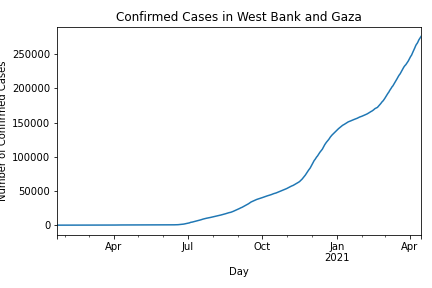 Confirmed Cases in West Bank and Gaza
Number of Confirmed Cases
250000
200000
150000
100000
50000
0
Apr
Jul
Oct
Jan
2021
Apr
Day